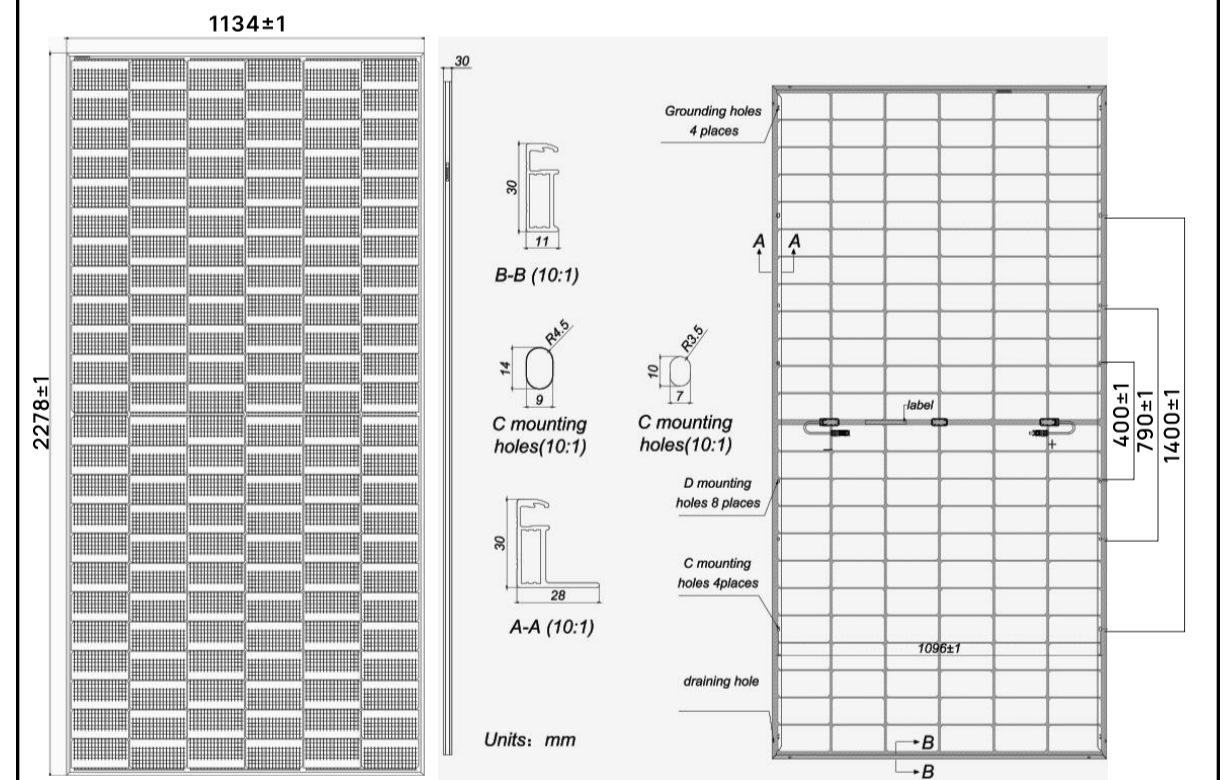 1134±1
2278±1
30
30
11
B-B (10:1)
R4.5
14
9
C mounting
holes(10:1)
R3.5
10
7
C mounting
holes(10:1)
30
28
A-A (10:1)
Units: mm
Grounding holes
4 places
A A
label
- +
D mounting
holes 8 places
C mounting
holes 4places
1096±1
draining hole
B
B
400±1
790±1
1400±1